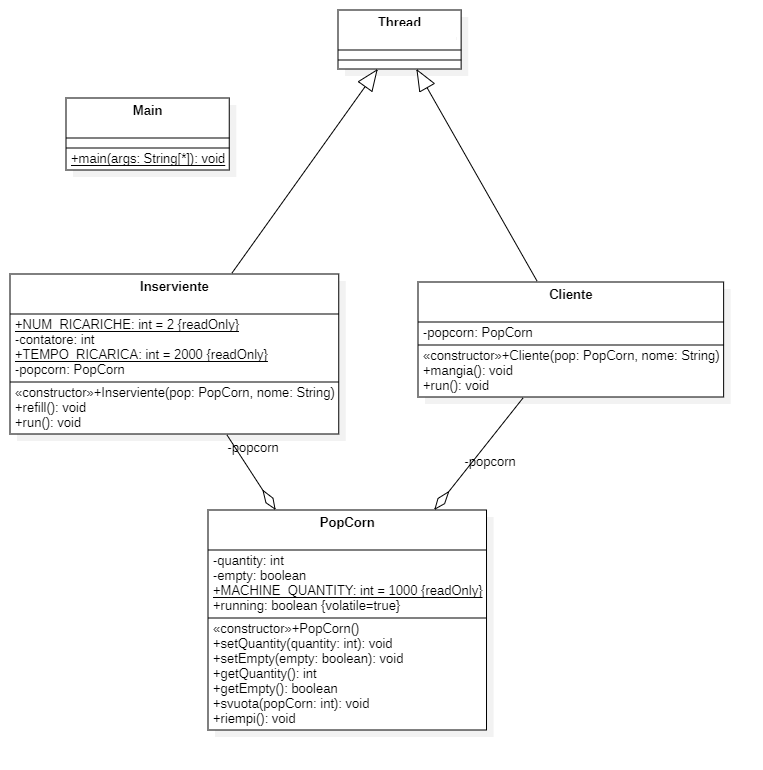 Thread
Main
+main(args: String[*]): void
Inserviente
+NUM_RICARICHE: int = 2 {readOnly}
-contatore: int
+TEMPO_RICARICA: int = 2000 {readOnly}
-popcorn: PopCorn
«constructor»+Inserviente(pop: PopCorn, nome: String)
+refill(): void
+run(): void
Cliente
-popcorn: PopCorn
«constructor»+Cliente(pop: PopCorn, nome: String)
+mangia(): void
+run(): void
-popcorn
-popcorn
PopCorn
-quantity: int
-empty: boolean
+MACHINE_QUANTITY: int = 1000 {readOnly}
+running: boolean {volatile=true}
«constructor»+PopCorn()
+setQuantity(quantity: int): void
+setEmpty(empty: boolean): void
+getQuantity(): int
+getEmpty(): boolean
+svuota(popCorn: int): void
+riempi(): void